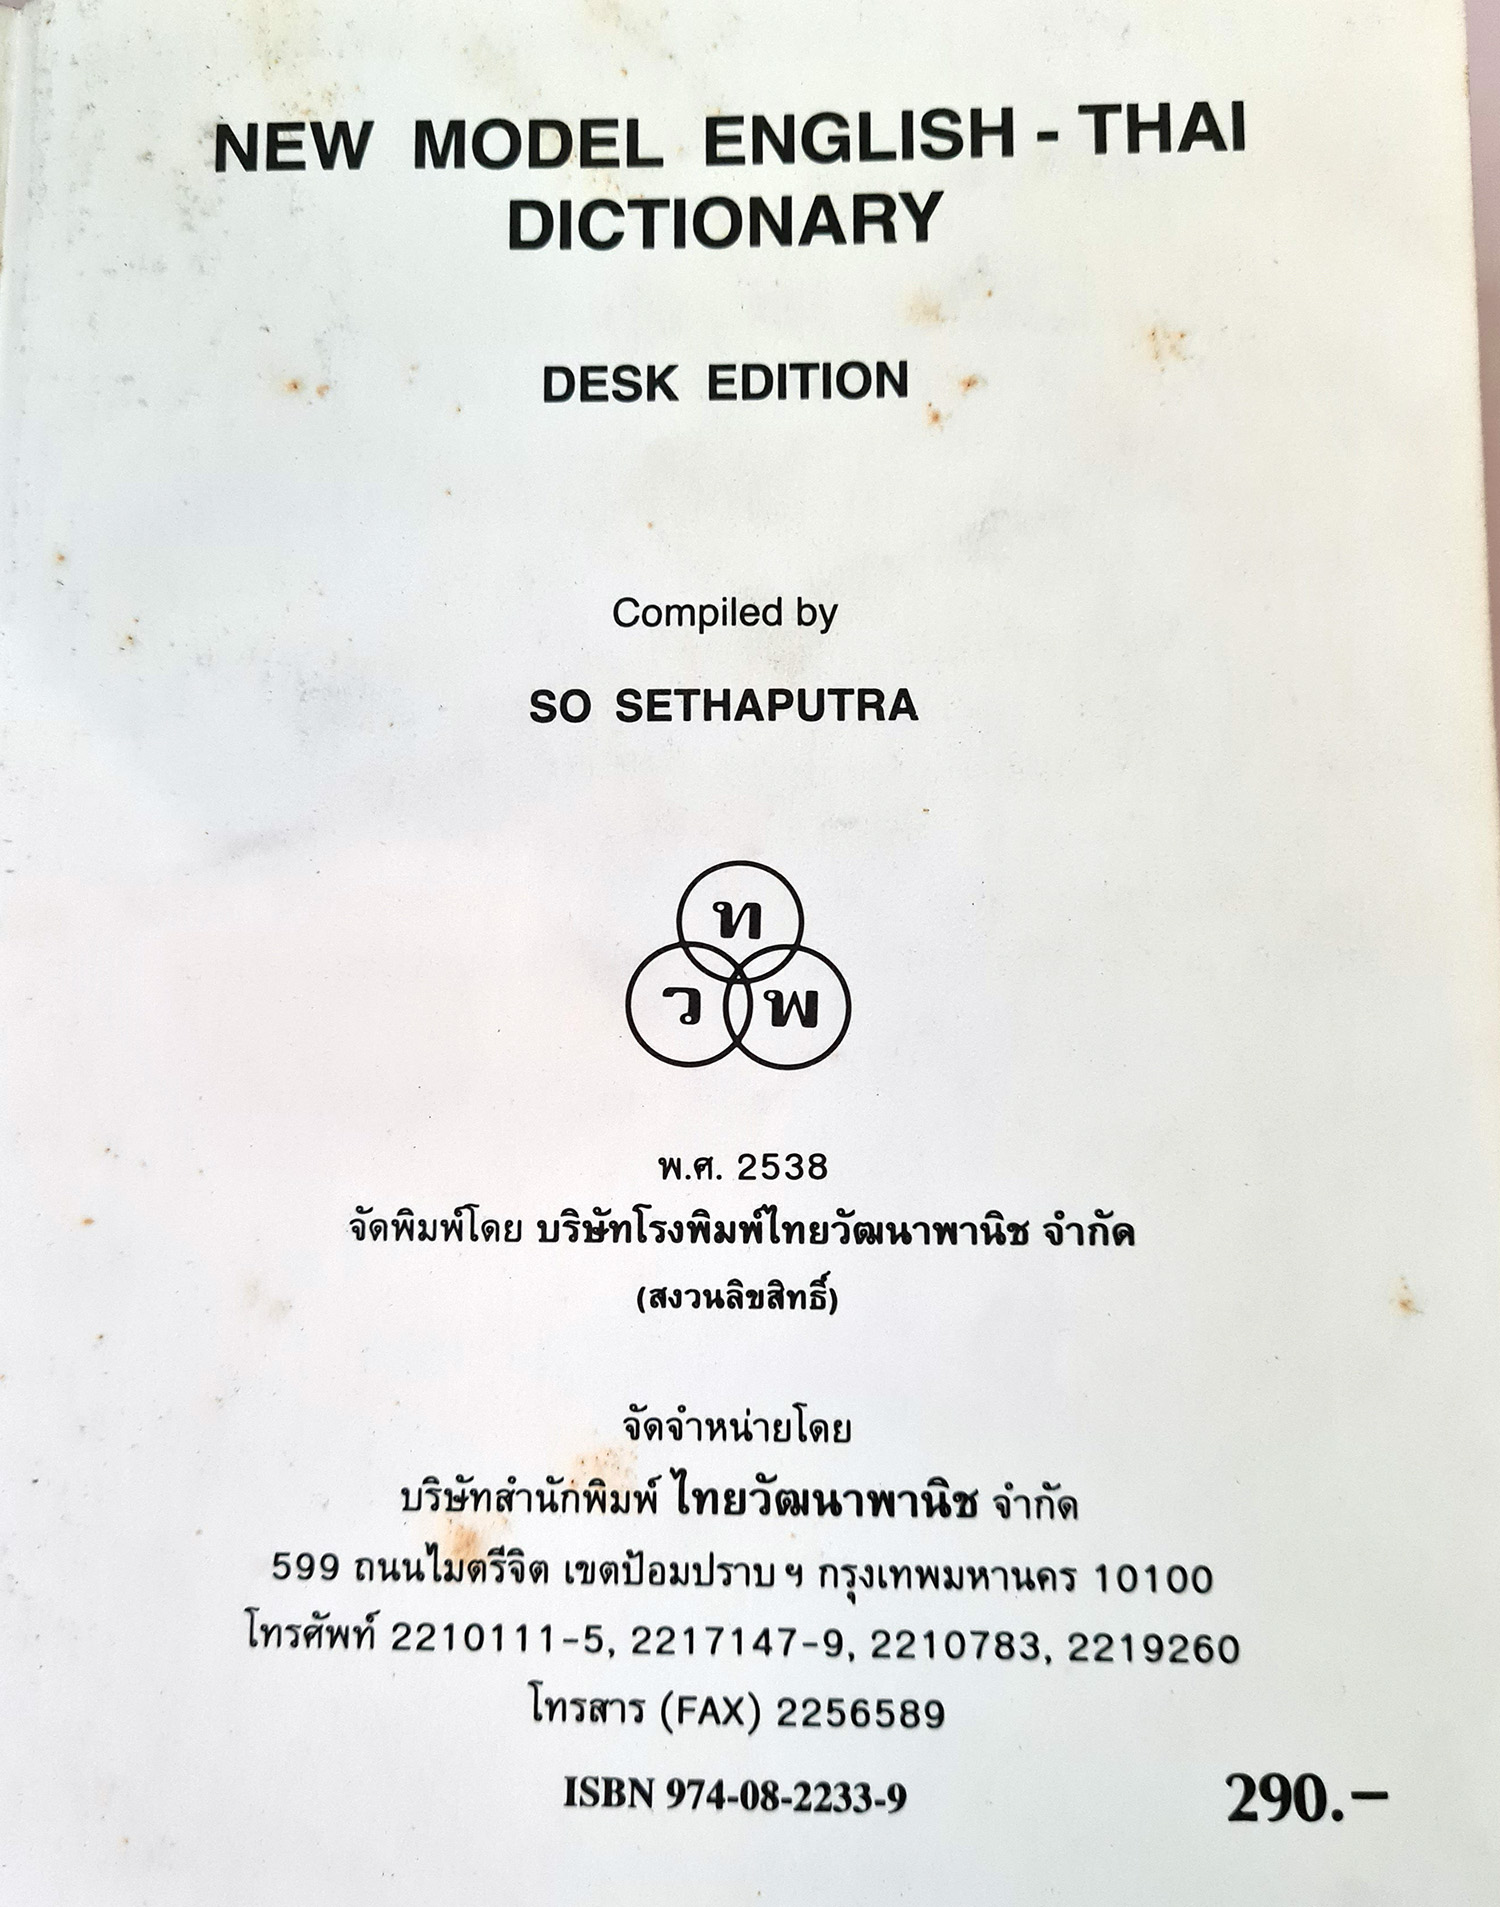 NEW MODEL ENGLISH - THAI
DICTIONARY
DESK EDITION
Compiled by
SO SETHAPUTRA
ท
ว พ
พ.ศ. 2538
จัดพิมพ์โดย บริษัทโรงพิมพ์ไทยวัฒนาพานิช จำกัด
(สงวนลิขสิทธิ์)
จัดจำหน่ายโดย
บริษัทสำนักพิมพ์ ไทยวัฒนาพานิช จำกัด
599 ถนนไมตรีจิต เขตป้อมปราบ ฯ กรุงเทพมหานคร 10100
โทรศัพท์ 2210111-5, 2217147-9, 2210783, 2219260
โทรสาร (FAX) 2256589
ISBN 974-08-2233-9
290.-